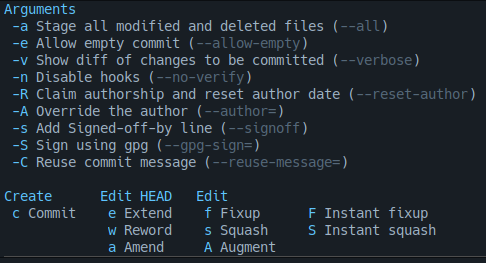 Arguments
-a Stage all modified and deleted files (--all)
-e Allow empty commit (--allow-empty)
-v Show diff of changes to be committed (--verbose)
-n Disable hooks (--no-verify)
-R Claim authorship and reset author date (--reset-author)
-A Override the author (--author=)
-s Add Signed-off-by line (--signoff)
-S Sign using gpg (--gpg-sign=)
-C Reuse commit message (--reuse-message=)
Create Edit HEAD Edit
c Commit e Extend f Fixup F Instant fixup
w Reword s Squash S Instant squash
a Amend A Augment